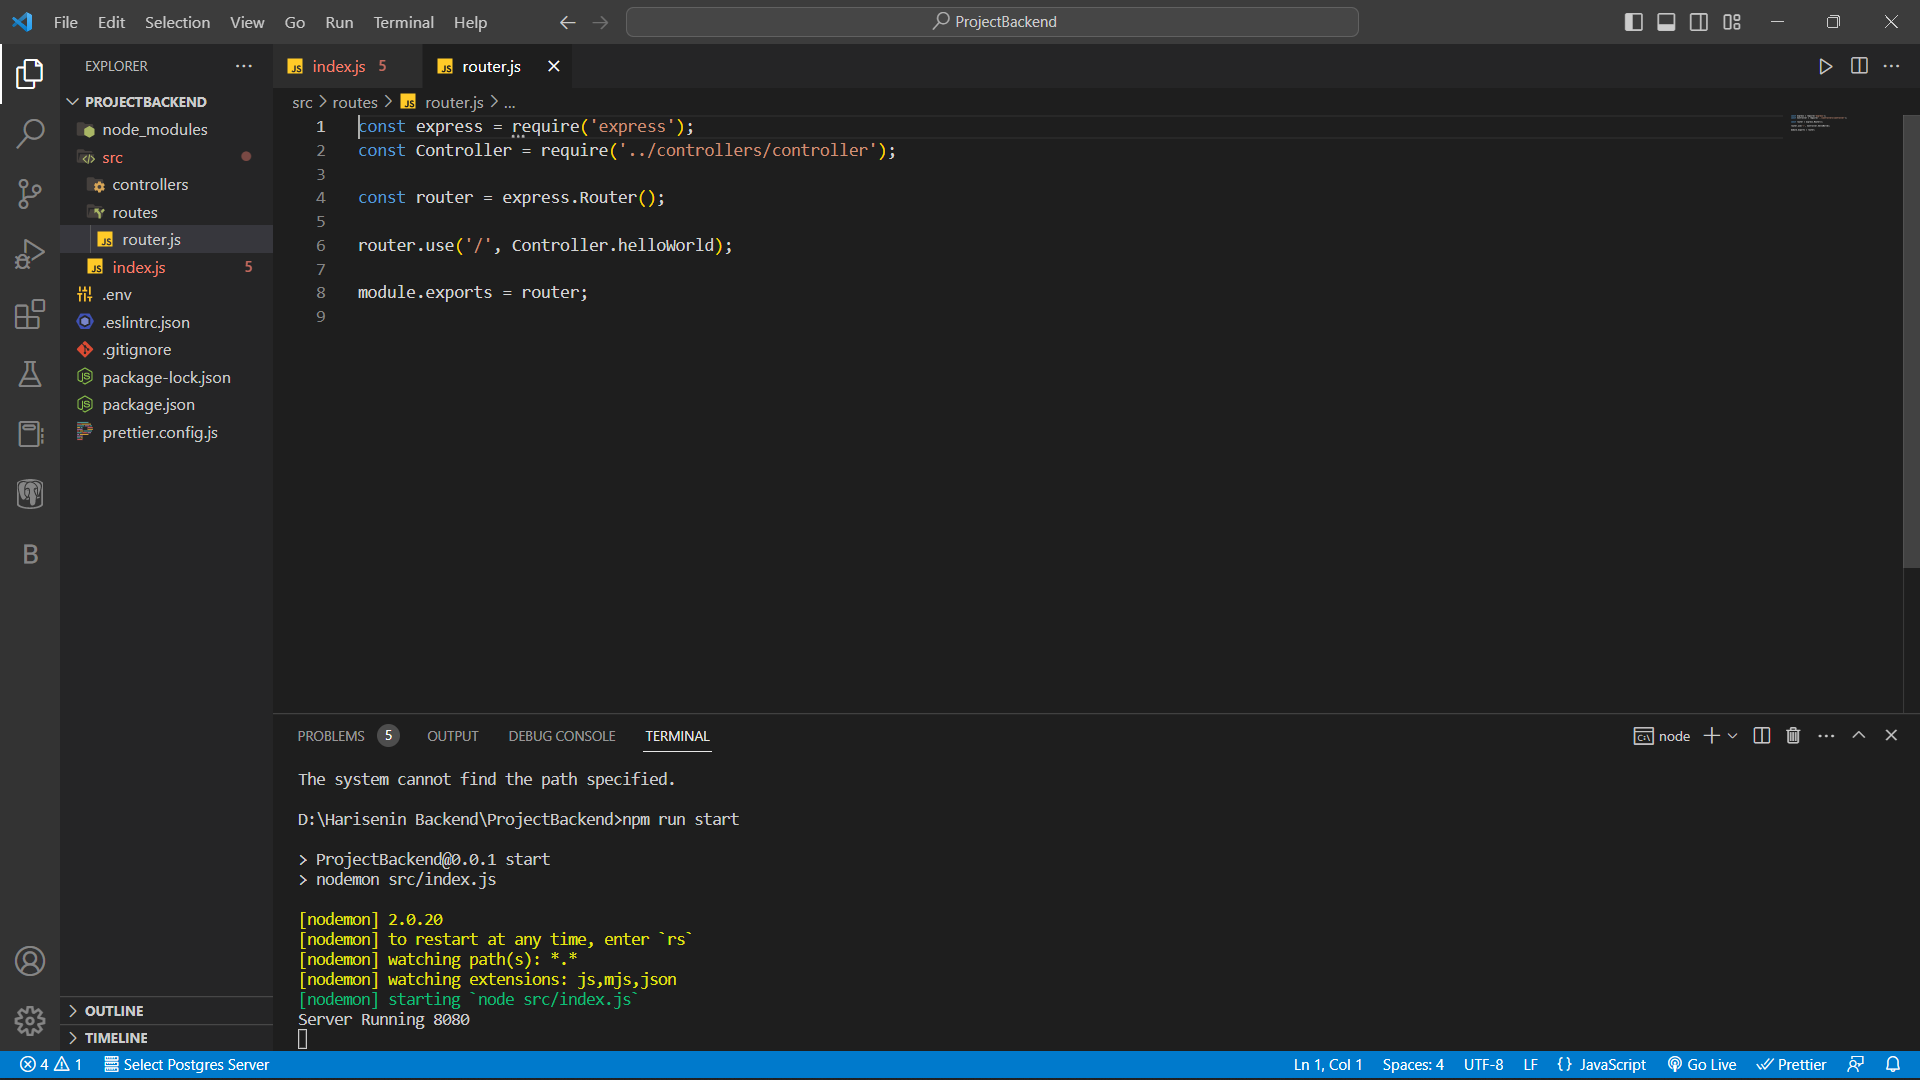 File Edit Selection View Go Run Terminal Help
ProjectBackend
EXPLORER
PROJECTBACKEND
node_modules
src
controllers
routes
router.js
index.js 5
.env
.eslintrc.json
.gitignore
package-lock.json
package.json
prettier.config.js
OUTLINE
TIMELINE
B
index.js 5
router.js
src > routes > router.js > ...
1 const express = require('express');
2 const Controller = require('../controllers/controller');
3
4 const router = express.Router();
5
6 router.use('/', Controller.helloWorld);
7
8 module.exports = router;
9
PROBLEMS 5 OUTPUT DEBUG CONSOLE TERMINAL
node
The system cannot find the path specified.
D:\Harisenin Backend\ProjectBackend>npm run start
> ProjectBackend@0.0.1 start
> nodemon src/index.js
[nodemon] 2.0.20
[nodemon] to restart at any time, enter `rs`
[nodemon] watching path(s): *.*
[nodemon] watching extensions: js,mjs,json
[nodemon] starting `node src/index.js`
Server Running 8080
4 1 Select Postgres Server
Ln 1, Col 1 Spaces: 4 UTF-8 LF {} JavaScript Go Live Prettier